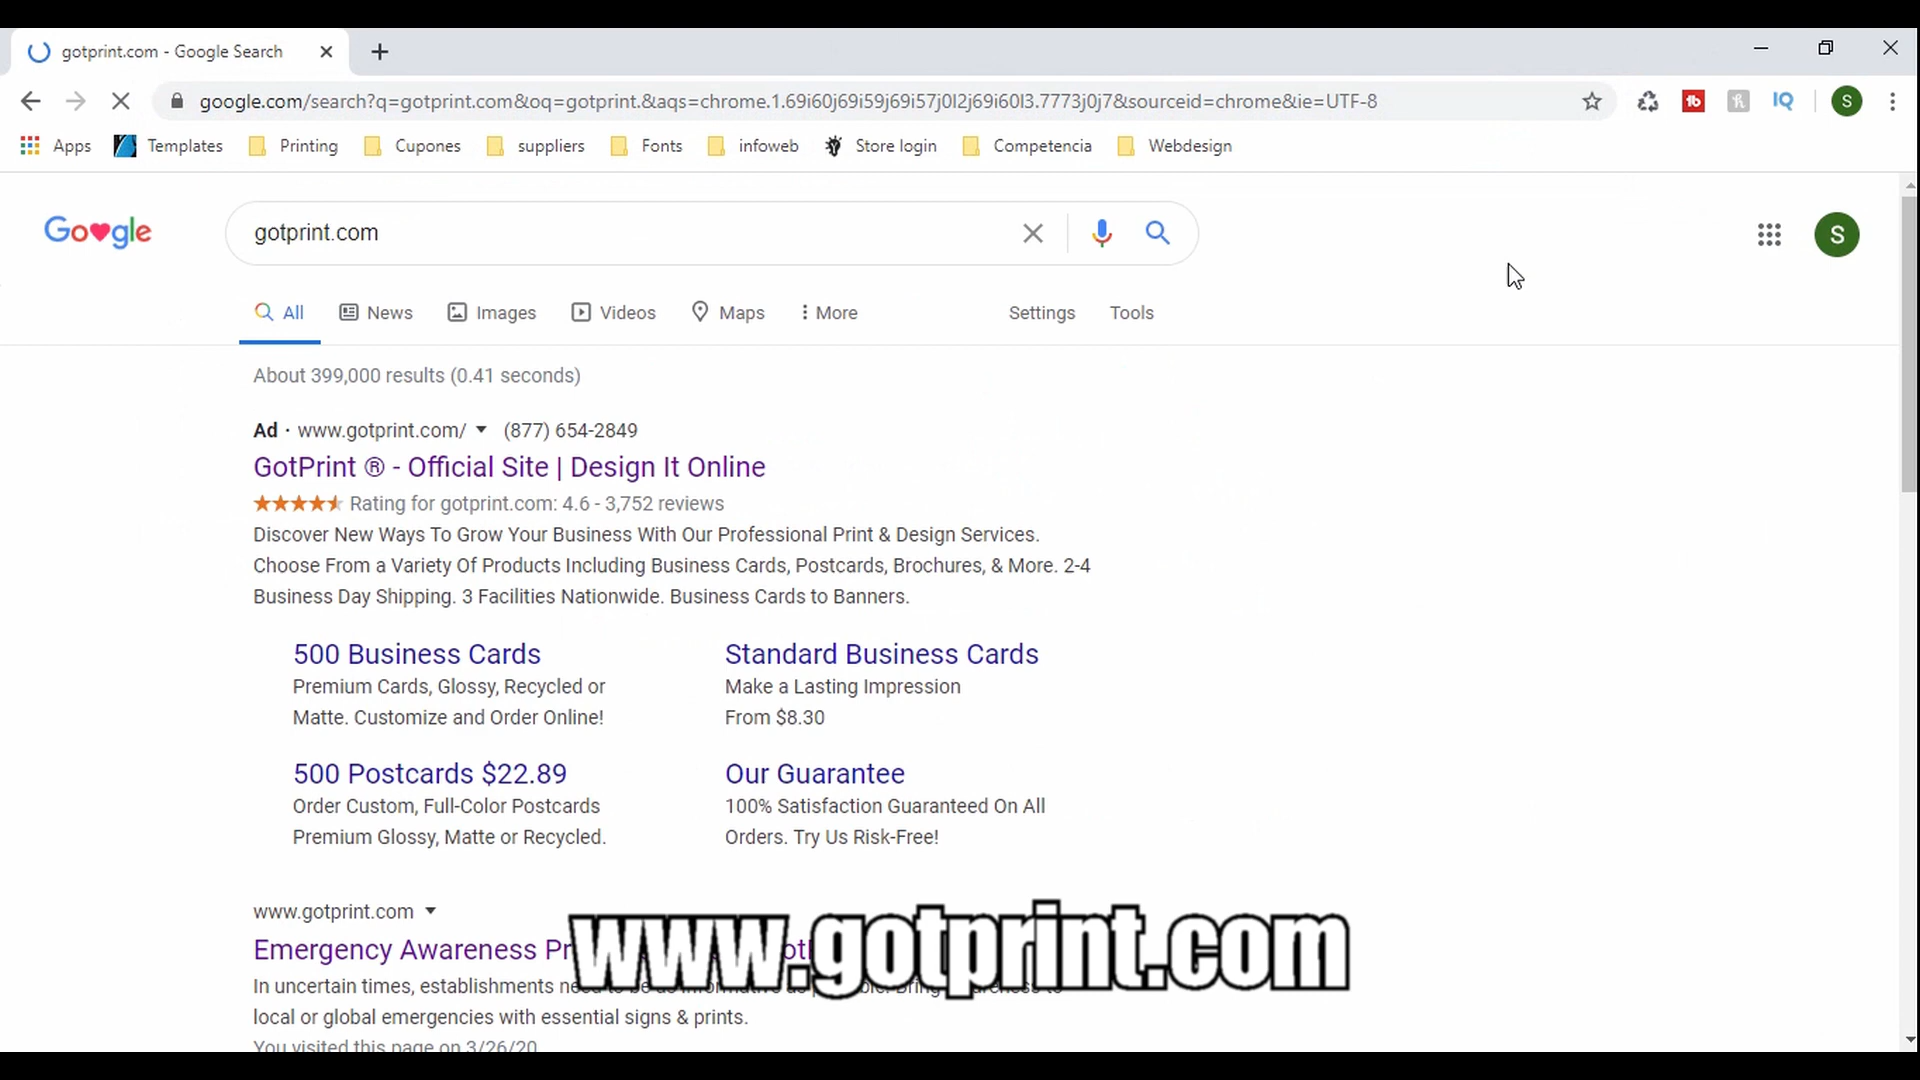 gotprint.com - Google Search
google.com/search?q=gotprint.com&oq=gotprint.&aqs=chrome.1.69i60j69i59j69i57j0l2j69i60l3.7773j0j7&sourceid=chrome&ie=UTF-8
Apps Templates Printing Cupones suppliers Fonts infoweb Store login Competencia Webdesign
Google gotprint.com S
All News Images Videos Maps More Settings Tools
About 399,000 results (0.41 seconds)
Ad · www.gotprint.com/ (877) 654-2849
GotPrint ® - Official Site | Design It Online
Rating for gotprint.com: 4.6 - 3,752 reviews
Discover New Ways To Grow Your Business With Our Professional Print & Design Services.
Choose From a Variety Of Products Including Business Cards, Postcards, Brochures, & More. 2-4
Business Day Shipping. 3 Facilities Nationwide. Business Cards to Banners.
500 Business Cards
Premium Cards, Glossy, Recycled or
Matte. Customize and Order Online!
Standard Business Cards
Make a Lasting Impression
From $8.30
500 Postcards $22.89
Order Custom, Full-Color Postcards
Premium Glossy, Matte or Recycled.
Our Guarantee
100% Satisfaction Guaranteed On All
Orders. Try Us Risk-Free!
www.gotprint.com
Emergency Awareness
www.gotprint.com
In uncertain times, establishments
local or global emergencies with essential signs & prints.
You visited this page on 3/26/20